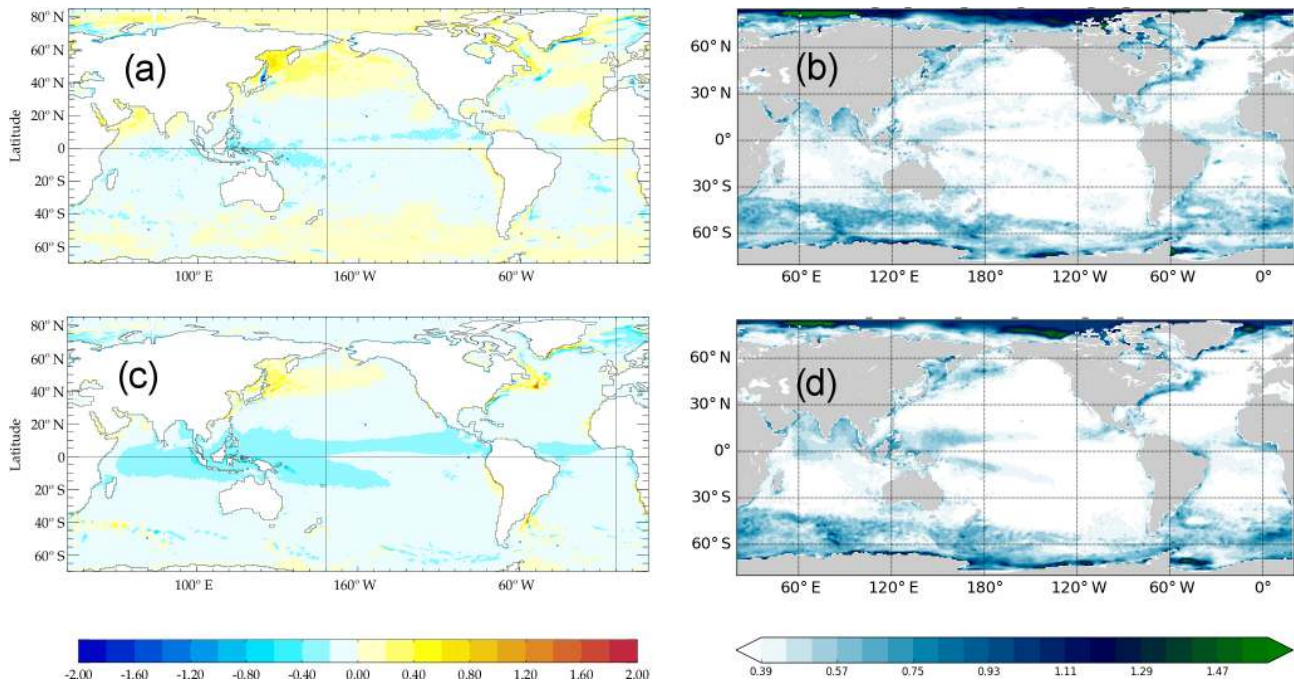 80° N
60° N
40° N
20° N
0°
20° S
40° S
60° S
Latitude
(a)
100° E
160° W
60° W
60° N
30° N
0°
30° S
60° S
(b)
60° E
120° E
180°
120° W
60° W
0°
80° N
60° N
40° N
20° N
0°
20° S
40° S
60° S
Latitude
(c)
100° E
160° W
60° W
60° N
30° N
0°
30° S
60° S
(d)
60° E
120° E
180°
120° W
60° W
0°
-2.00 -1.60 -1.20 -0.80 -0.40 0.00 0.40 0.80 1.20 1.60 2.00
0.39 0.57 0.75 0.93 1.11 1.29 1.47